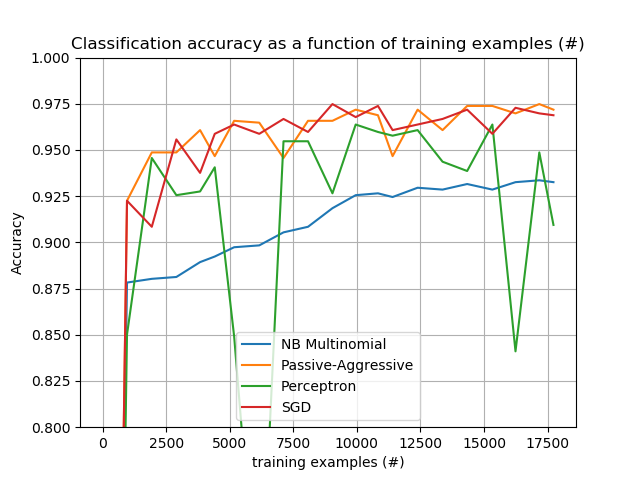 Classification accuracy as a function of training examples (#)
1.000
0.975
0.950
0.925
0.900
0.875
0.850
0.825
0.800
Accuracy
NB Multinomial
Passive-Aggressive
Perceptron
SGD
0 2500 5000 7500 10000 12500 15000 17500
training examples (#)